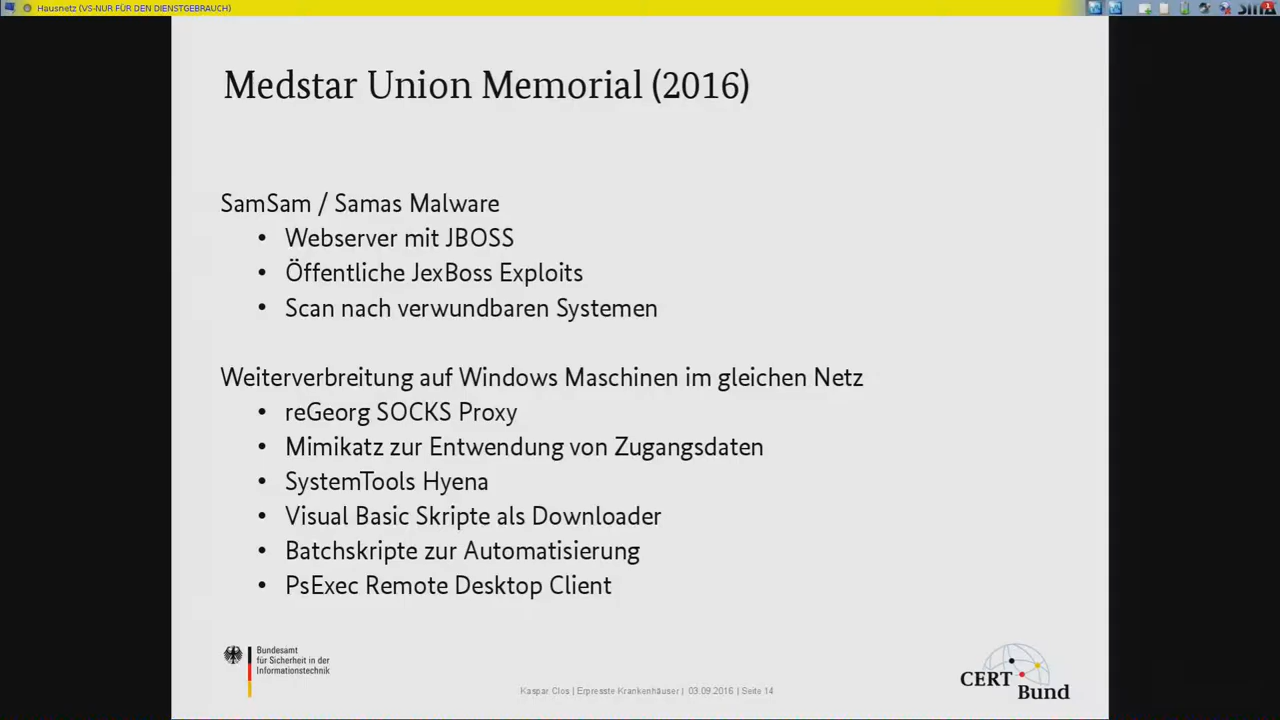 Hausnetz (VS-NUR FÜR DEN DIENSTGEBRAUCH)
Medstar Union Memorial (2016)
SamSam / Samas Malware
• Webserver mit JBOSS
• Öffentliche JexBoss Exploits
• Scan nach verwundbaren Systemen
Weiterverbreitung auf Windows Maschinen im gleichen Netz
• reGeorg SOCKS Proxy
• Mimikatz zur Entwendung von Zugangsdaten
• SystemTools Hyena
• Visual Basic Skripte als Downloader
• Batchskripte zur Automatisierung
• PsExec Remote Desktop Client
Bundesamt
für Sicherheit in der
Informationstechnik
Kaspar Clos | Erpresste Krankenhäuser | 03.09.2016 | Seite 14
CERT
Bund